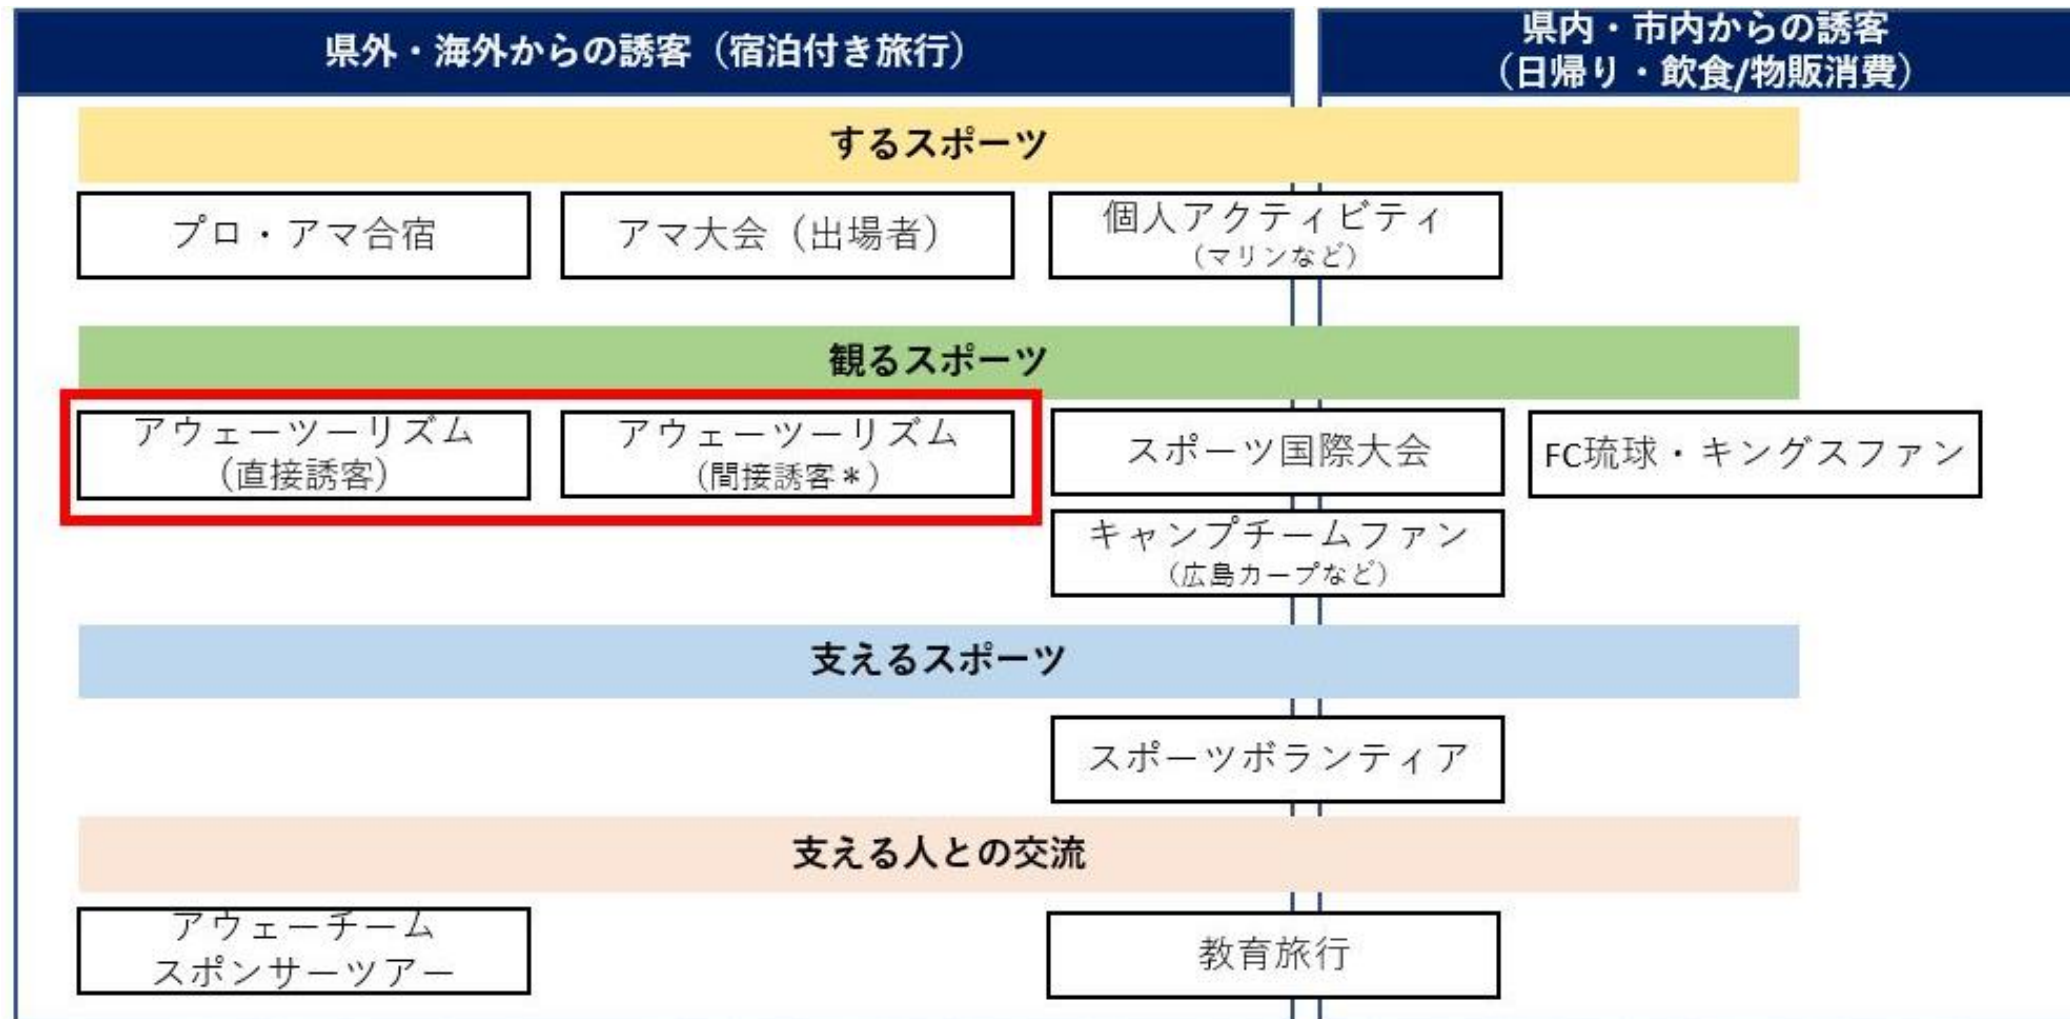 県外・海外からの誘客（宿泊付き旅行）
県内・市内からの誘客
（日帰り・飲食/物販消費）
するスポーツ
プロ・アマ合宿
アマ大会（出場者）
個人アクティビティ
（マリンなど）
観るスポーツ
アウェーツーリズム
（直接誘客）
アウェーツーリズム
（間接誘客＊）
スポーツ国際大会
FC琉球・キングスファン
キャンプチームファン
（広島カープなど）
支えるスポーツ
スポーツボランティア
支える人との交流
アウェーチーム
スポンサーツアー
教育旅行